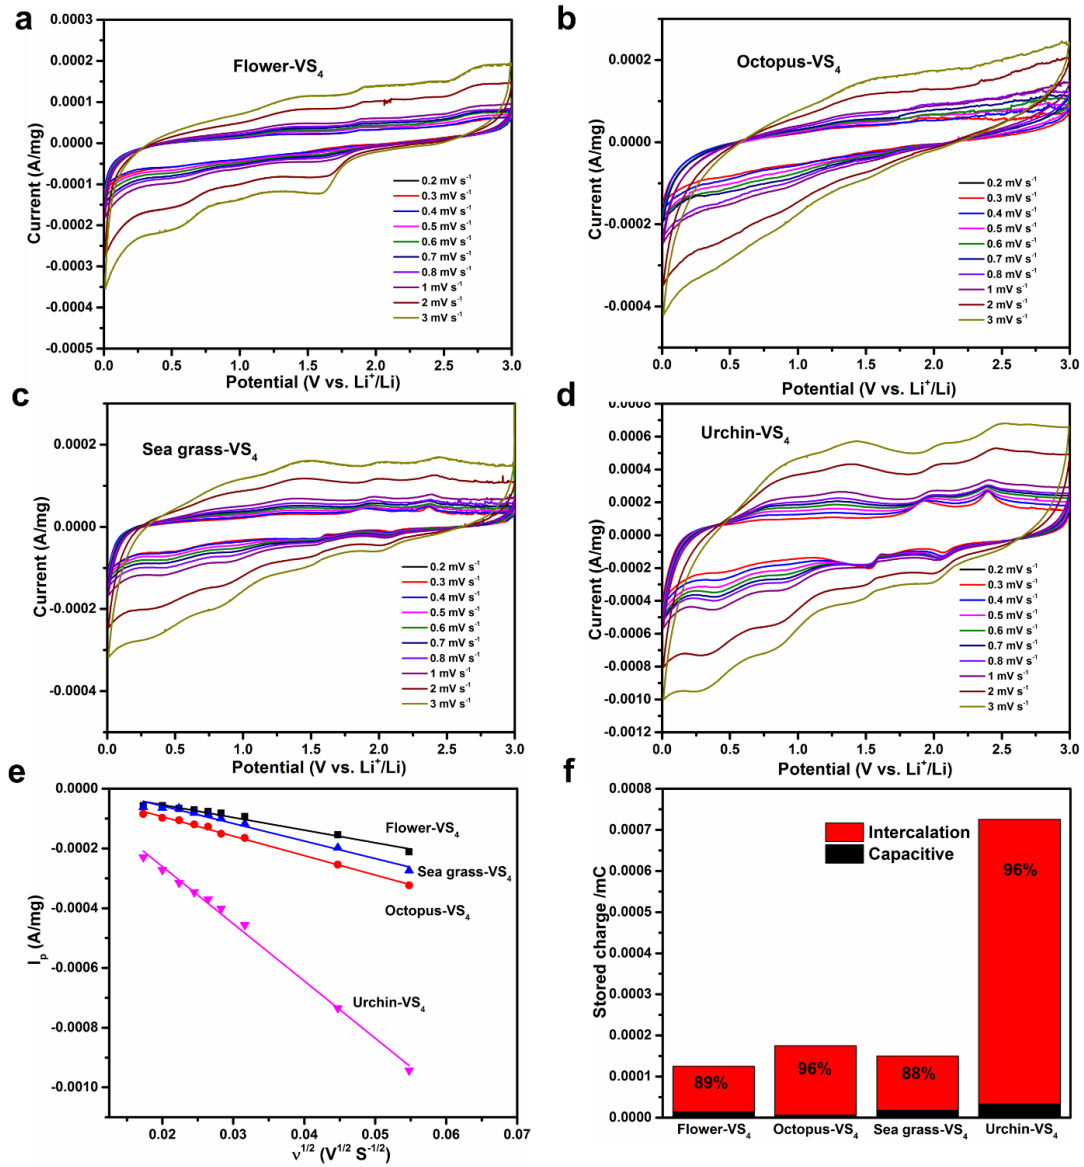 a
0.0003
0.0002
0.0001
0.0000
-0.0001
-0.0002
-0.0003
-0.0004
-0.0005
Current (A/mg)
Flower-VS4
0.2 mV s-1
0.3 mV s-1
0.4 mV s-1
0.5 mV s-1
0.6 mV s-1
0.7 mV s-1
0.8 mV s-1
1 mV s-1
2 mV s-1
3 mV s-1
0.0 0.5 1.0 1.5 2.0 2.5 3.0
Potential (V vs. Li+/Li)
b
0.0002
0.0000
-0.0002
-0.0004
Current (A/mg)
Octopus-VS4
0.2 mV s-1
0.3 mV s-1
0.4 mV s-1
0.5 mV s-1
0.6 mV s-1
0.7 mV s-1
0.8 mV s-1
1 mV s-1
2 mV s-1
3 mV s-1
0.0 0.5 1.0 1.5 2.0 2.5 3.0
Potential (V vs. Li+/Li)
c
0.0002
0.0000
-0.0002
-0.0004
Current (A/mg)
Sea grass-VS4
0.2 mV s-1
0.3 mV s-1
0.4 mV s-1
0.5 mV s-1
0.6 mV s-1
0.7 mV s-1
0.8 mV s-1
1 mV s-1
2 mV s-1
3 mV s-1
0.0 0.5 1.0 1.5 2.0 2.5 3.0
Potential (V vs. Li+/Li)
d
0.0008
0.0006
0.0004
0.0002
0.0000
-0.0002
-0.0004
-0.0006
-0.0008
-0.0010
-0.0012
Current (A/mg)
Urchin-VS4
0.2 mV s-1
0.3 mV s-1
0.4 mV s-1
0.5 mV s-1
0.6 mV s-1
0.7 mV s-1
0.8 mV s-1
1 mV s-1
2 mV s-1
3 mV s-1
0.0 0.5 1.0 1.5 2.0 2.5 3.0
Potential (V vs. Li+/Li)
e
0.0000
-0.0002
-0.0004
-0.0006
-0.0008
-0.0010
Ip (A/mg)
Flower-VS4
Sea grass-VS4
Octopus-VS4
Urchin-VS4
0.02 0.03 0.04 0.05 0.06 0.07
ν1/2 (V1/2 S-1/2)
f
0.0008
0.0007
0.0006
0.0005
0.0004
0.0003
0.0002
0.0001
0.0000
Stored charge /mC
Intercalation
Capacitive
89%
96%
88%
96%
Flower-VS4 Octopus-VS4 Sea grass-VS4 Urchin-VS4